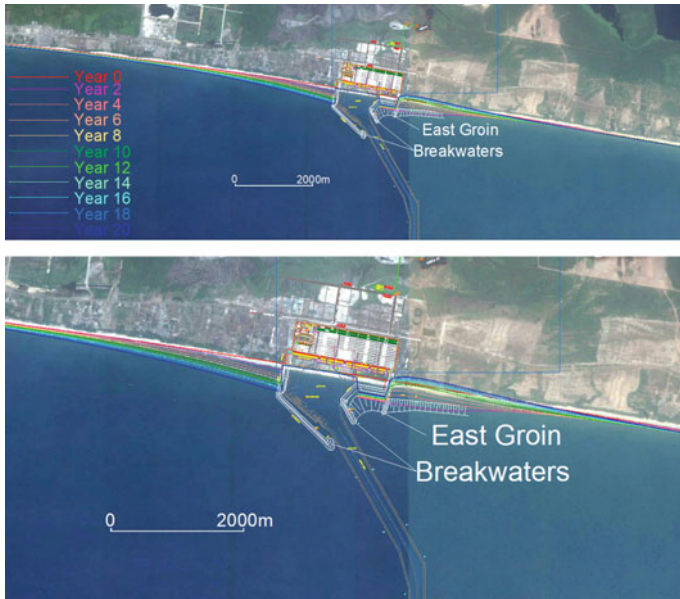 Year 0
Year 2
Year 4
Year 6
Year 8
Year 10
Year 12
Year 14
Year 16
Year 18
Year 20
East Groin
Breakwaters
0 2000m
East Groin
Breakwaters
0 2000m